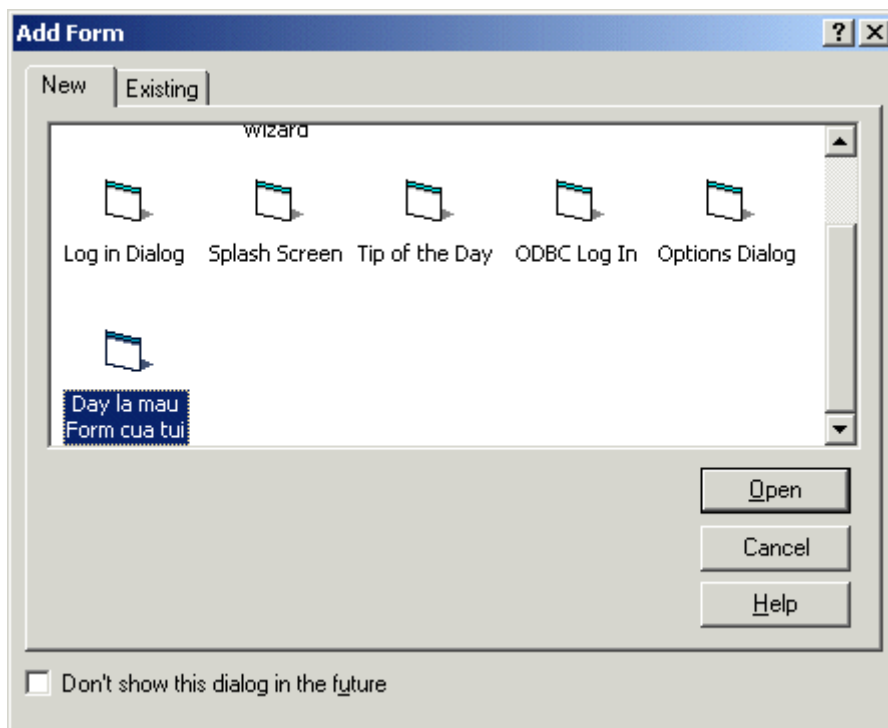 Add Form
New
Existing
Wizard
Log in Dialog
Splash Screen
Tip of the Day
ODBC Log In
Options Dialog
Day la mau
Form cua tui
Open
Cancel
Help
Don't show this dialog in the future